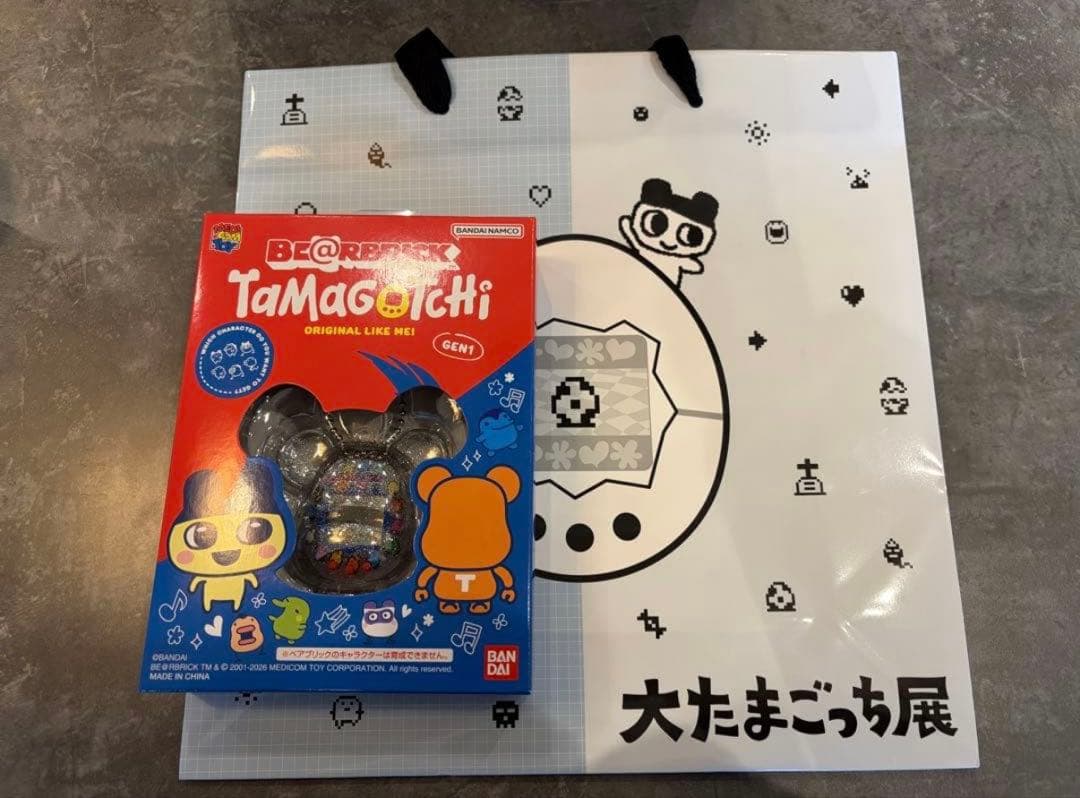 BANDAI NAMCO
BE@RBRICK
TaMaGoTcHi
ORIGINAL LIKE ME!
GEN1
WHICH CHARACTER DO YOU WANT TO GET?
T
※ベアブリックのキャラクターは育成できません。
©BANDAI
BE@RBRICK TM & © 2001-2026 MEDICOM TOY CORPORATION. All rights reserved.
MADE IN CHINA
BAN
DAI
大たまごっち展